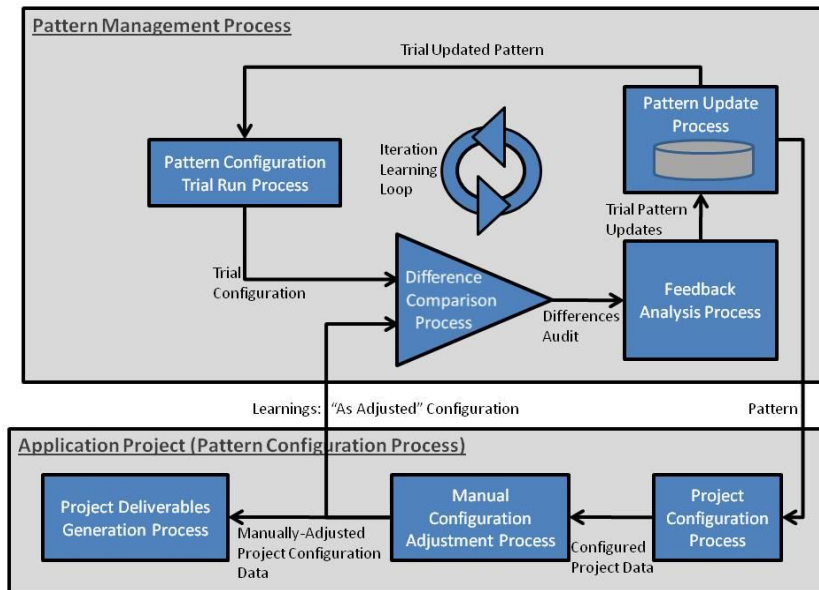 Pattern Management Process
Trial Updated Pattern
Pattern Update
Process
Pattern Configuration
Trial Run Process
Iteration
Learning
Loop
Trial Pattern
Updates
Trial
Configuration
Difference
Comparison
Process
Differences
Audit
Feedback
Analysis Process
Learnings: "As Adjusted" Configuration
Pattern
Application Project (Pattern Configuration Process)
Project Deliverables
Generation Process
Manually-Adjusted
Project Configuration
Data
Manual
Configuration
Adjustment Process
Configured
Project Data
Project
Configuration
Process